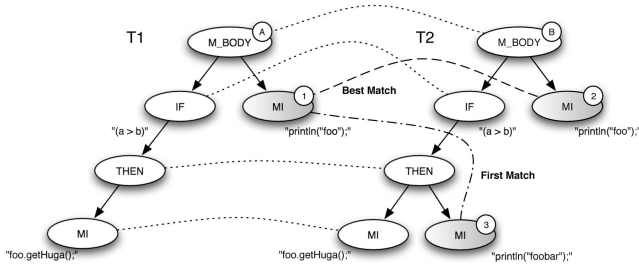 T1
M_BODY
A
T2
M_BODY
B
IF
MI
1
Best Match
IF
MI
2
"(a > b)"
"println("foo");"
"(a > b)"
"println("foo");"
THEN
THEN
First Match
MI
MI
MI
3
"foo.getHuga();"
"foo.getHuga();"
"println("foobar");"